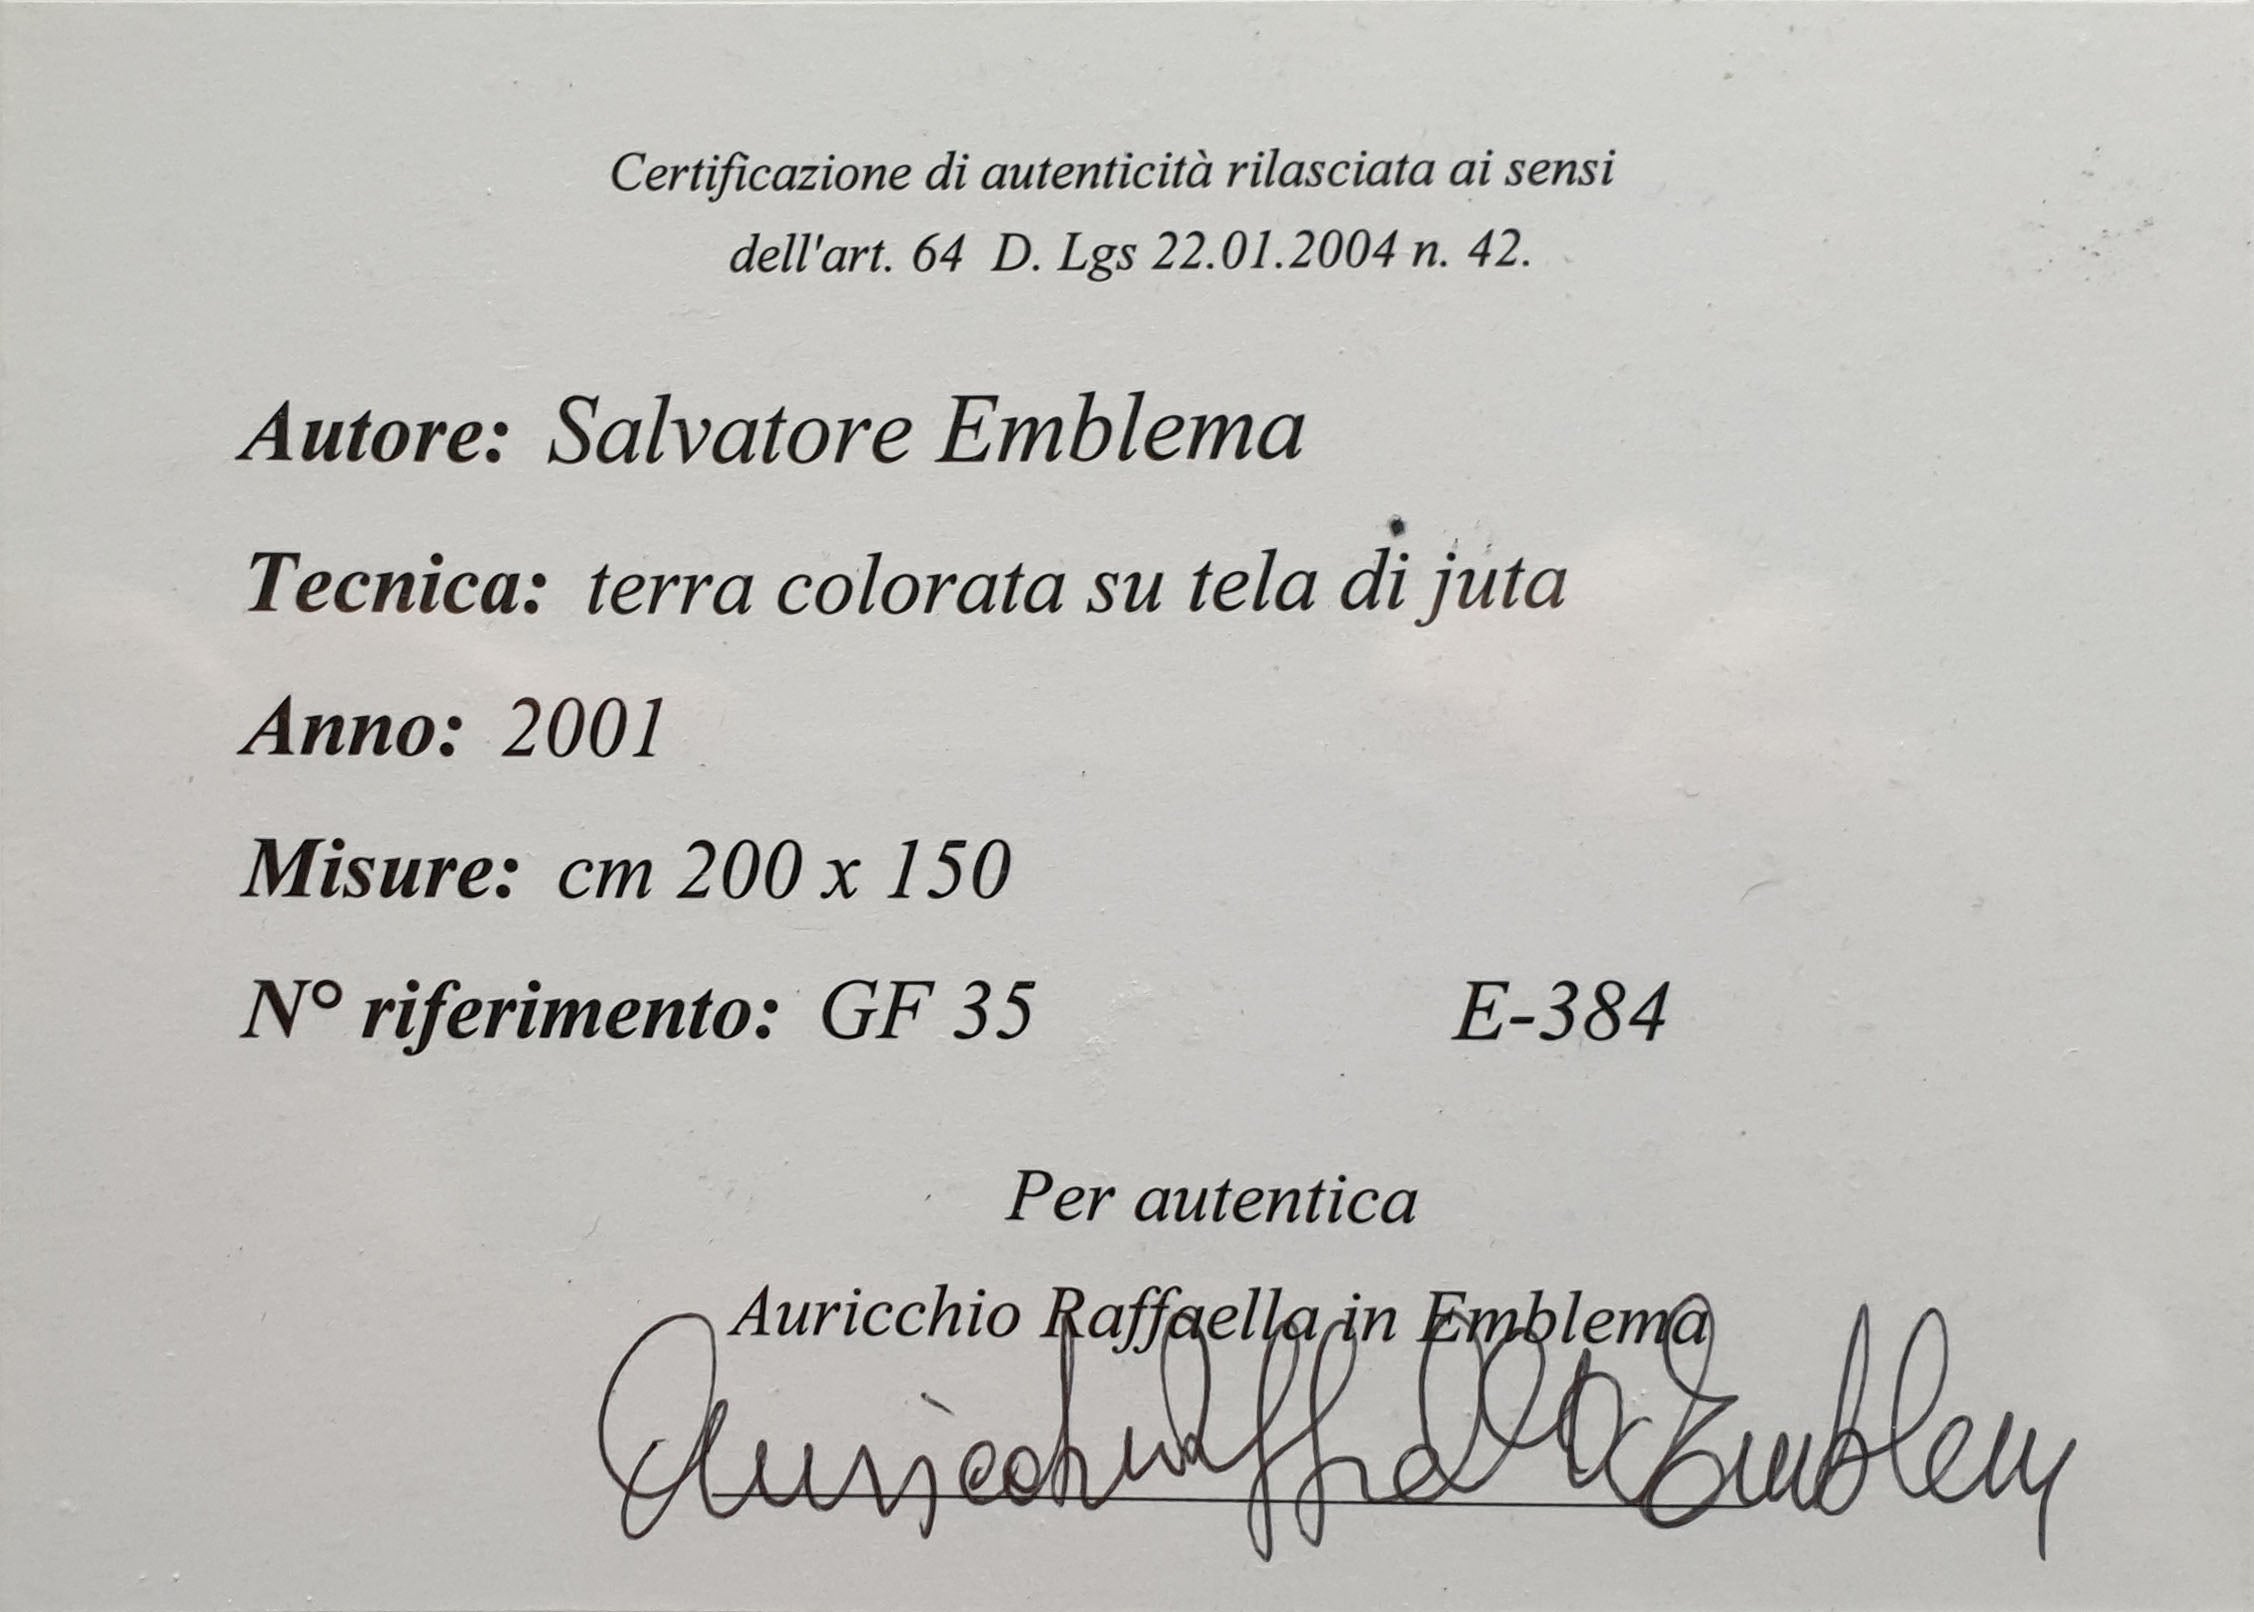 Certificazione di autenticità rilasciata ai sensi
dell'art. 64 D. Lgs 22.01.2004 n. 42.
Autore: Salvatore Emblema
Tecnica: terra colorata su tela di juta
Anno: 2001
Misure: cm 200 x 150
N° riferimento: GF 35 E-384
Per autentica
Auricchio Raffaella in Emblema